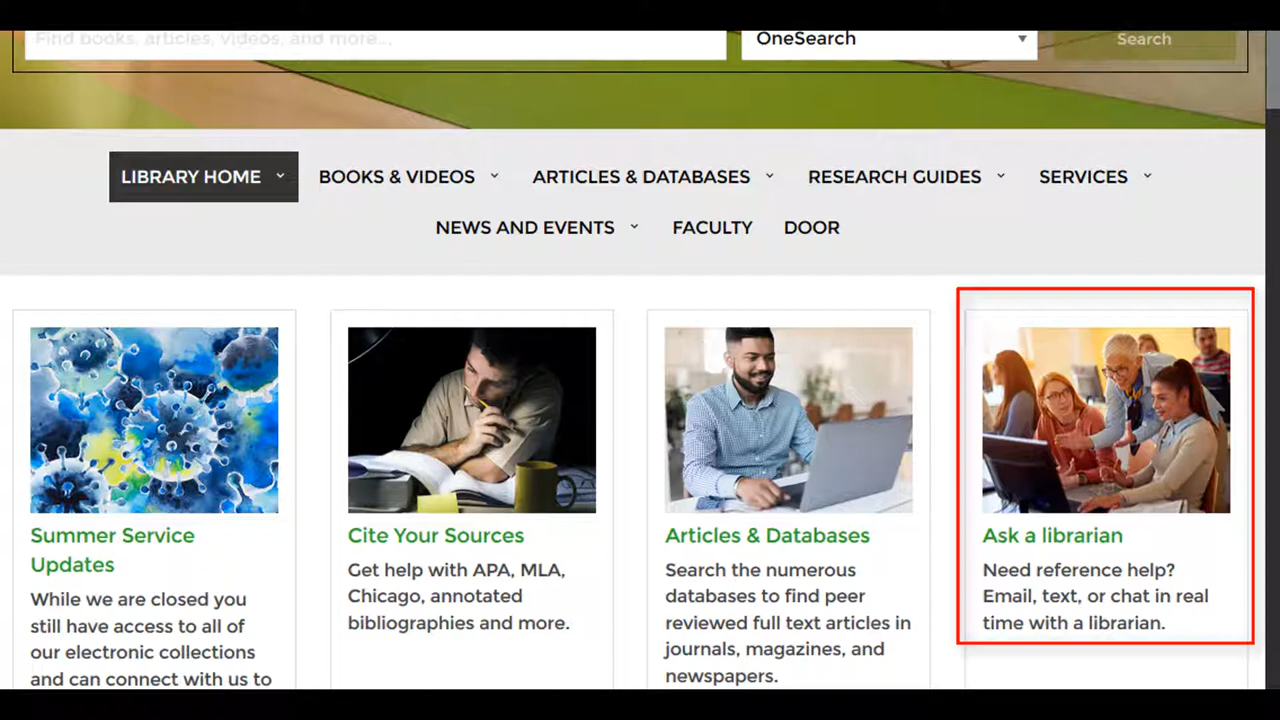 Find books, articles, videos, and more...
OneSearch
Search
LIBRARY HOME
BOOKS & VIDEOS
ARTICLES & DATABASES
RESEARCH GUIDES
SERVICES
NEWS AND EVENTS
FACULTY
DOOR
Summer Service
Updates
While we are closed you
still have access to all of
our electronic collections
and can connect with us to
Cite Your Sources
Get help with APA, MLA,
Chicago, annotated
bibliographies and more.
Articles & Databases
Search the numerous
databases to find peer
reviewed full text articles in
journals, magazines, and
newspapers.
Ask a librarian
Need reference help?
Email, text, or chat in real
time with a librarian.